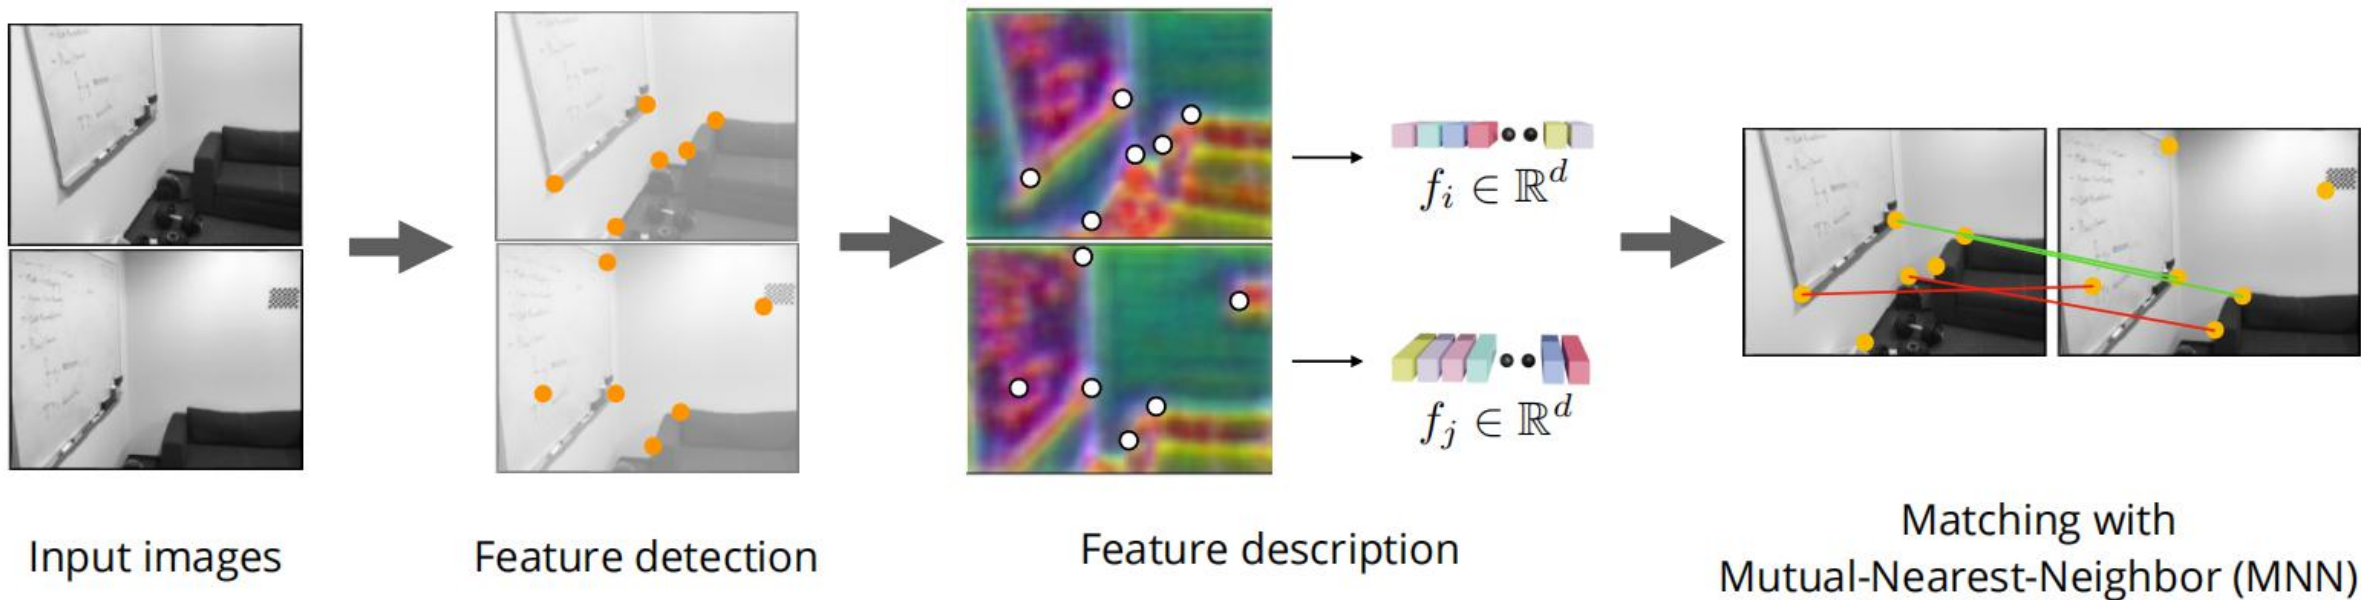 Input images
Feature detection
Feature description
f_i ∈ ℝ^d
f_j ∈ ℝ^d
Matching with
Mutual-Nearest-Neighbor (MNN)